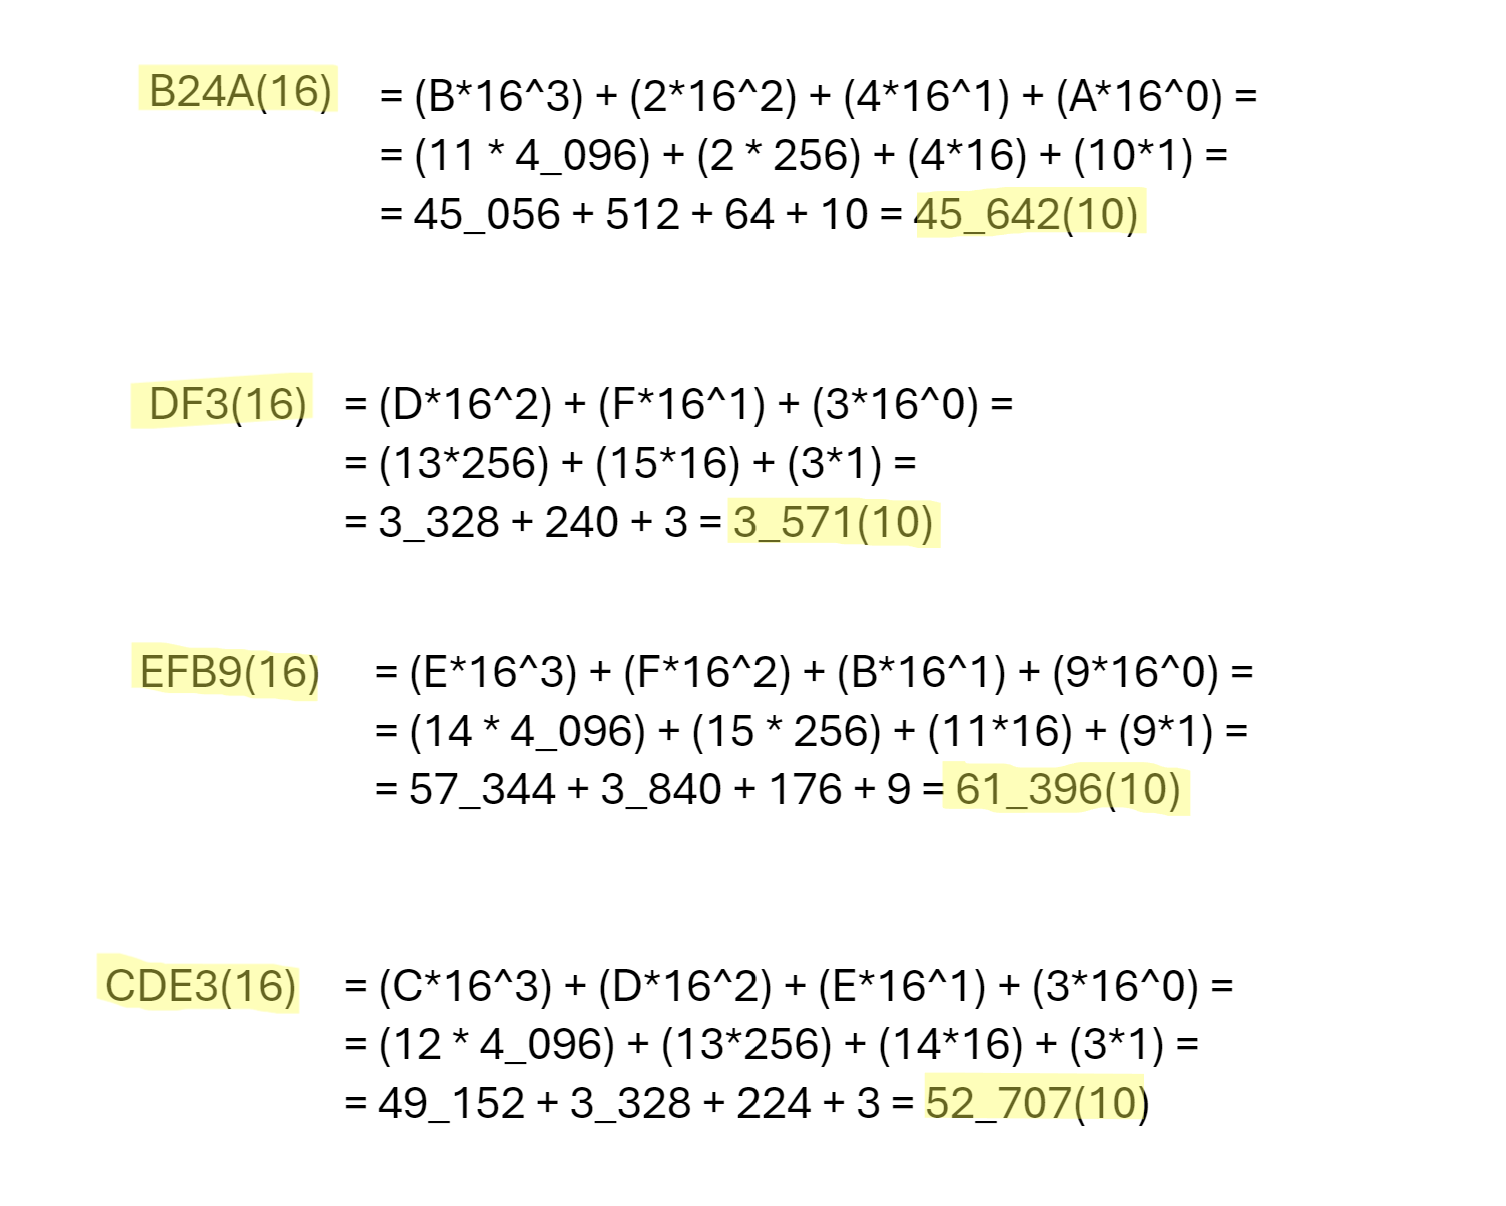 B24A(16) = (B*16^3) + (2*16^2) + (4*16^1) + (A*16^0) =
= (11 * 4_096) + (2 * 256) + (4*16) + (10*1) =
= 45_056 + 512 + 64 + 10 = 45_642(10)
DF3(16) = (D*16^2) + (F*16^1) + (3*16^0) =
= (13*256) + (15*16) + (3*1) =
= 3_328 + 240 + 3 = 3_571(10)
EFB9(16) = (E*16^3) + (F*16^2) + (B*16^1) + (9*16^0) =
= (14 * 4_096) + (15 * 256) + (11*16) + (9*1) =
= 57_344 + 3_840 + 176 + 9 = 61_396(10)
CDE3(16) = (C*16^3) + (D*16^2) + (E*16^1) + (3*16^0) =
= (12 * 4_096) + (13*256) + (14*16) + (3*1) =
= 49_152 + 3_328 + 224 + 3 = 52_707(10)